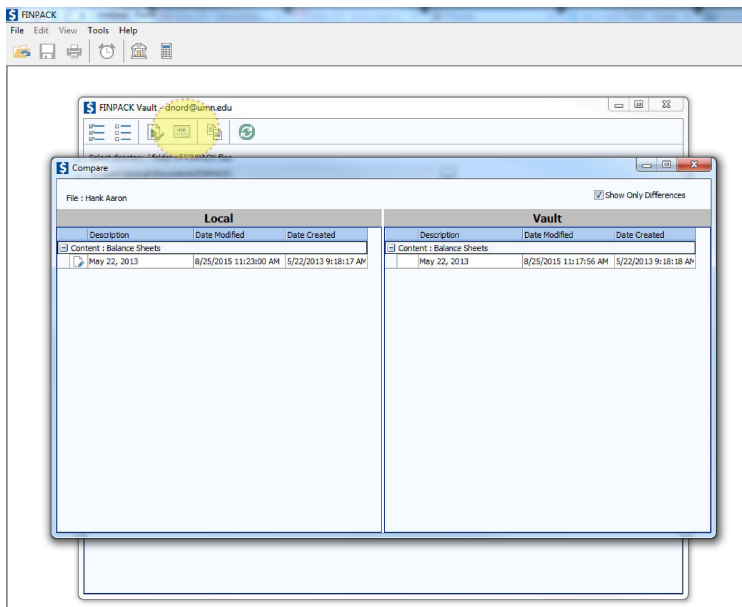 FINPACK
File Edit View Tools Help
FINPACK Vault - dnord@umn.edu
Compare
File : Hank Aaron
Show Only Differences
Local Vault
Description Date Modified Date Created Description Date Modified Date Created
Content : Balance Sheets Content : Balance Sheets
May 22, 2013 8/25/2015 11:23:00 AM 5/22/2013 9:18:17 AM May 22, 2013 8/25/2015 11:17:56 AM 5/22/2013 9:18:18 AM